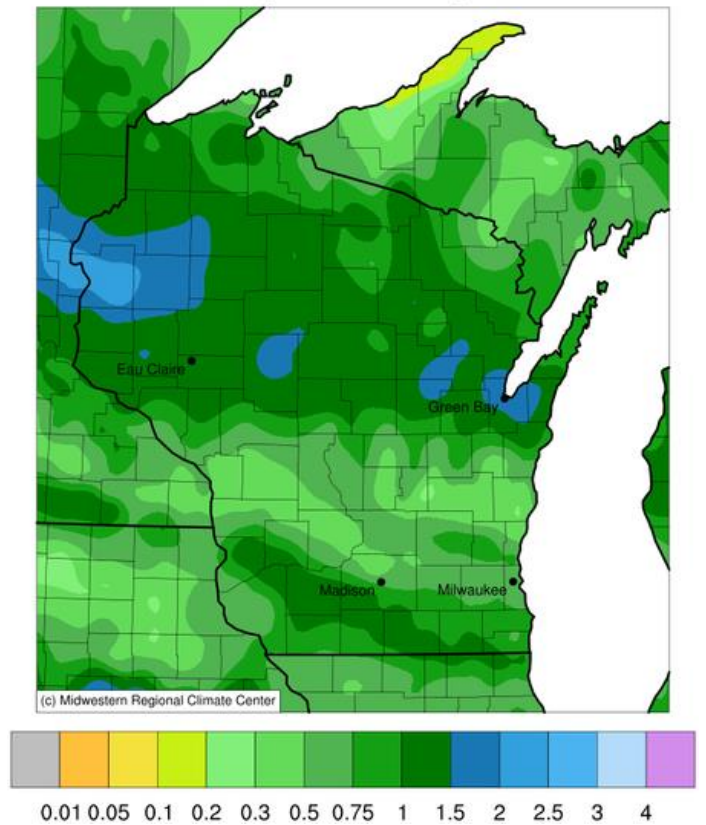 Eau Claire
Green Bay
Madison
Milwaukee
(c) Midwestern Regional Climate Center
0.01 0.05 0.1 0.2 0.3 0.5 0.75 1 1.5 2 2.5 3 4